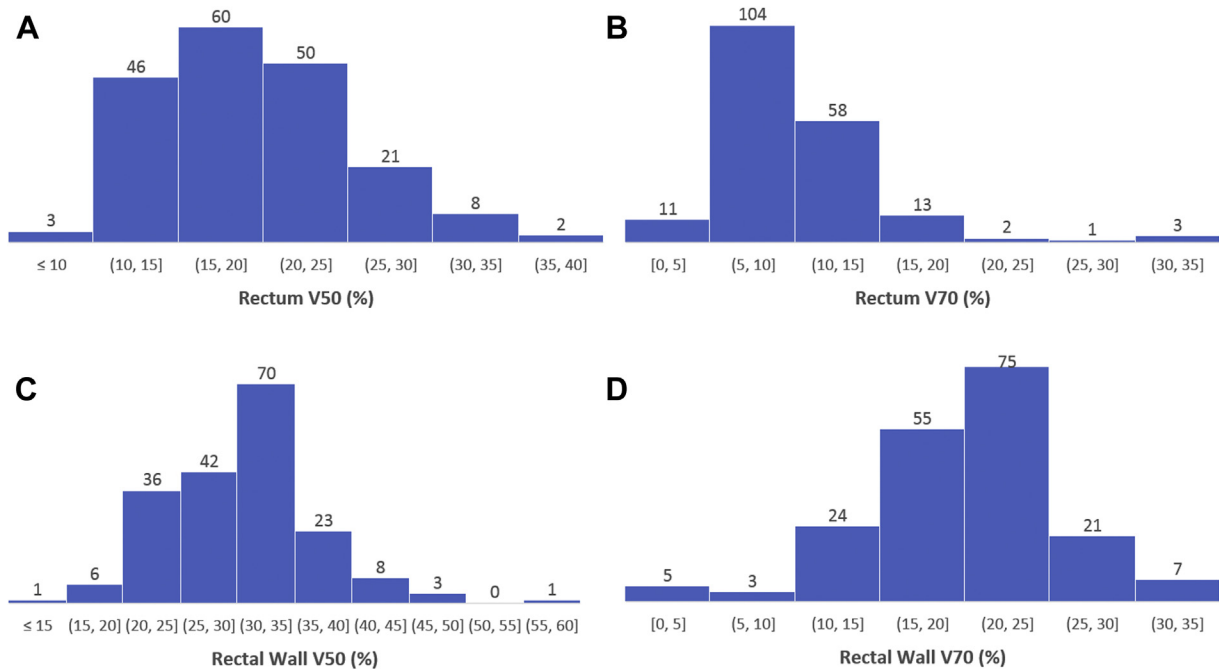 A
60
50
46
21
8
3
2
≤ 10 (10, 15] (15, 20] (20, 25] (25, 30] (30, 35] (35, 40]
Rectum V50 (%)
B
104
58
11
13
2
1
3
[0, 5] (5, 10] (10, 15] (15, 20] (20, 25] (25, 30] (30, 35]
Rectum V70 (%)
C
70
42
36
23
1
6
8
3
0
1
≤ 15 (15, 20] (20, 25] (25, 30] (30, 35] (35, 40] (40, 45] (45, 50] (50, 55] (55, 60]
Rectal Wall V50 (%)
D
75
55
24
21
5
3
7
[0, 5] (5, 10] (10, 15] (15, 20] (20, 25] (25, 30] (30, 35]
Rectal Wall V70 (%)